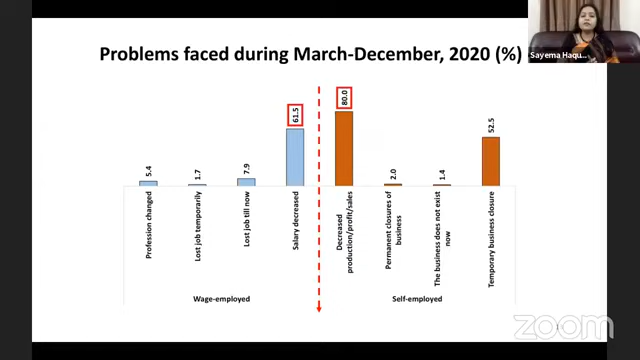 Problems faced during March-December, 2020 (%)
Sayema Haqu...
5.4
1.7
7.9
61.5
80.0
2.0
1.4
52.5
Profession changed
Lost job temporarily
Lost job till now
Salary decreased
Decreased
production/profit/sales
Permanent closures of
business
The business does not exist
now
Temporary business closure
Wage-employed
Self-employed
zoom